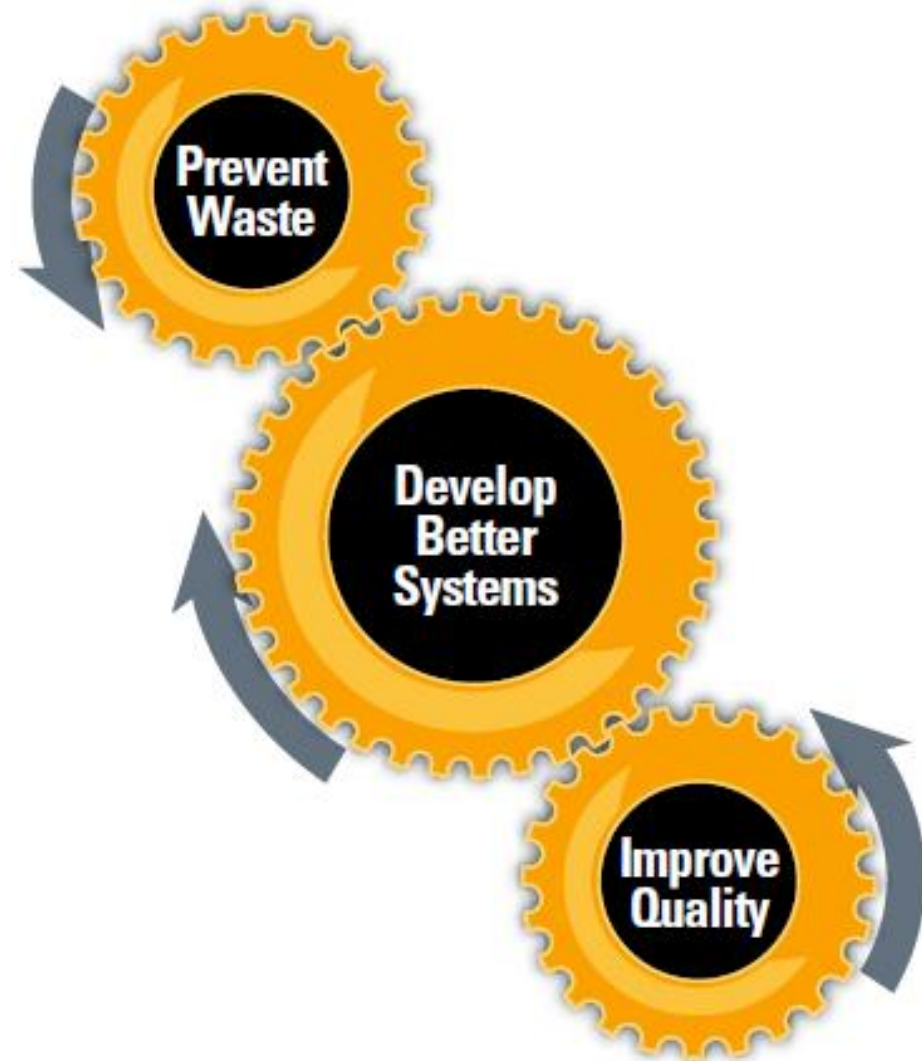 Prevent
Waste
Develop
Better
Systems
Improve
Quality